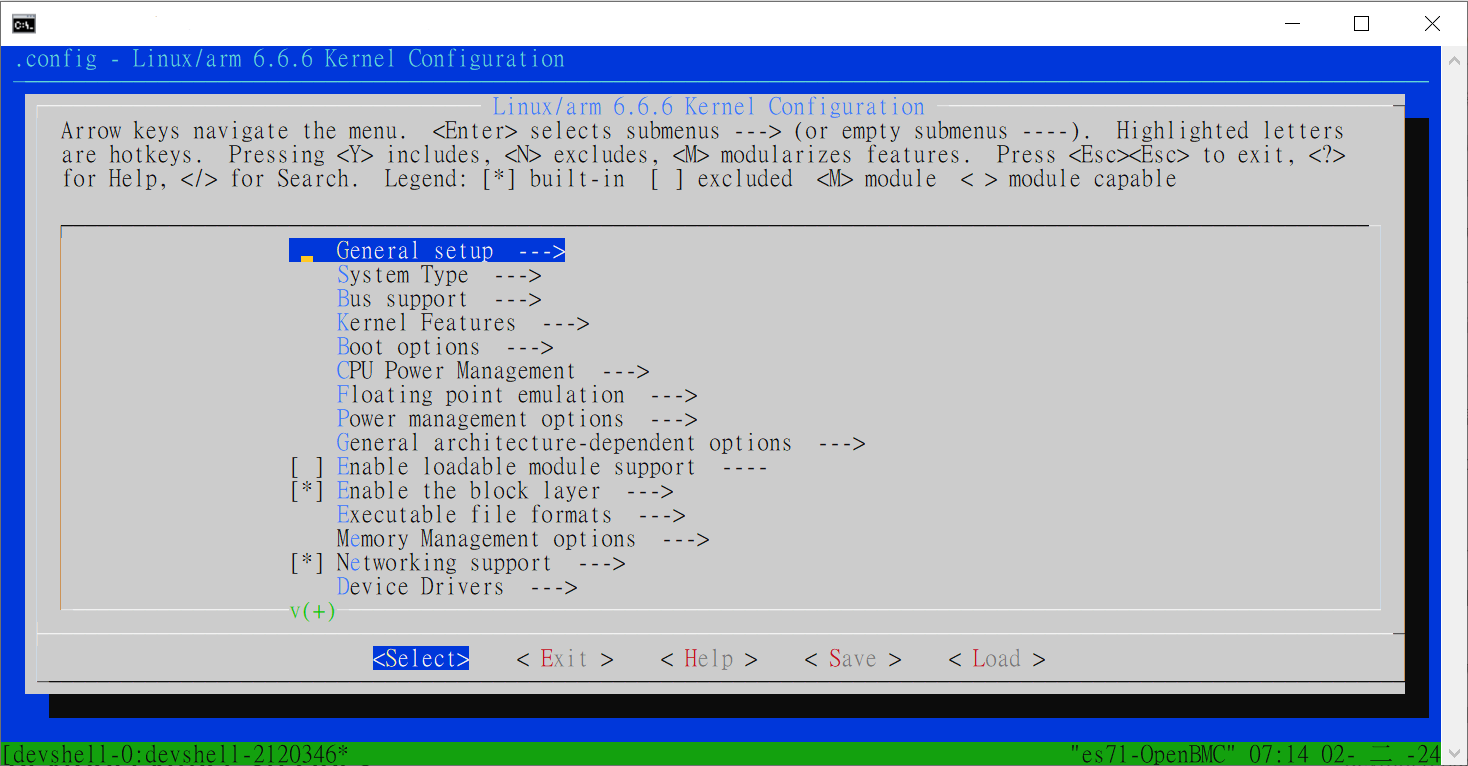 .config - Linux/arm 6.6.6 Kernel Configuration
Linux/arm 6.6.6 Kernel Configuration
Arrow keys navigate the menu.  <Enter> selects submenus ---> (or empty submenus ----).  Highlighted letters
are hotkeys.  Pressing <Y> includes, <N> excludes, <M> modularizes features.  Press <Esc><Esc> to exit, <?>
for Help, </> for Search.  Legend: [*] built-in  [ ] excluded  <M> module  < > module capable
General setup  --->
System Type  --->
Bus support  --->
Kernel Features  --->
Boot options  --->
CPU Power Management  --->
Floating point emulation  --->
Power management options  --->
General architecture-dependent options  --->
[ ] Enable loadable module support  ----
[*] Enable the block layer  --->
Executable file formats  --->
Memory Management options  --->
[*] Networking support  --->
Device Drivers  --->
v(+)
<Select>    < Exit >    < Help >    < Save >    < Load >
[devshell-0:devshell-2120346* "es71-OpenBMC" 07:14 02- 二 -24